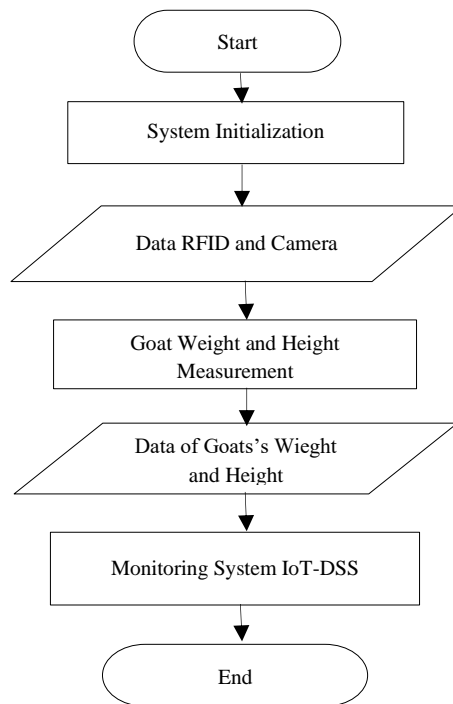 Start
System Initialization
Data RFID and Camera
Goat Weight and Height
Measurement
Data of Goats's Wieght
and Height
Monitoring System IoT-DSS
End